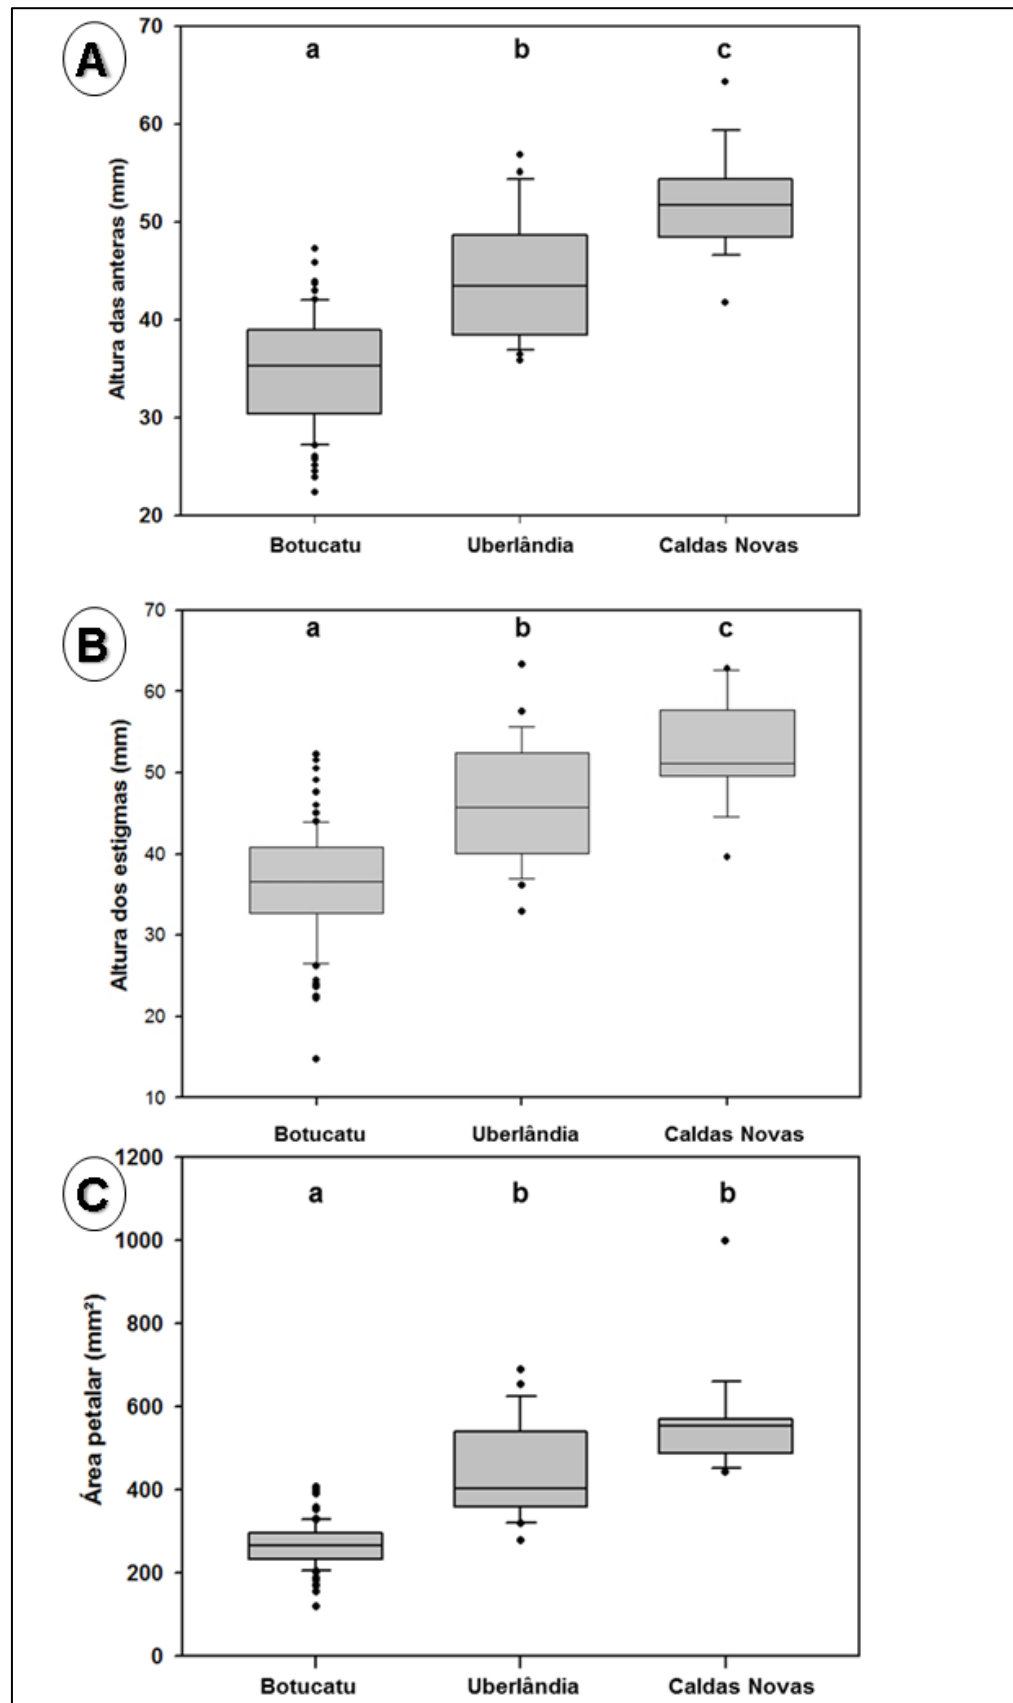 A
70
a b c
60
50
40
30
20
Altura das anteras (mm)
Botucatu Uberlândia Caldas Novas
B
70
a b c
60
50
40
30
20
10
Altura dos estigmas (mm)
Botucatu Uberlândia Caldas Novas
C
1200
a b b
1000
800
600
400
200
0
Área petalar (mm²)
Botucatu Uberlândia Caldas Novas